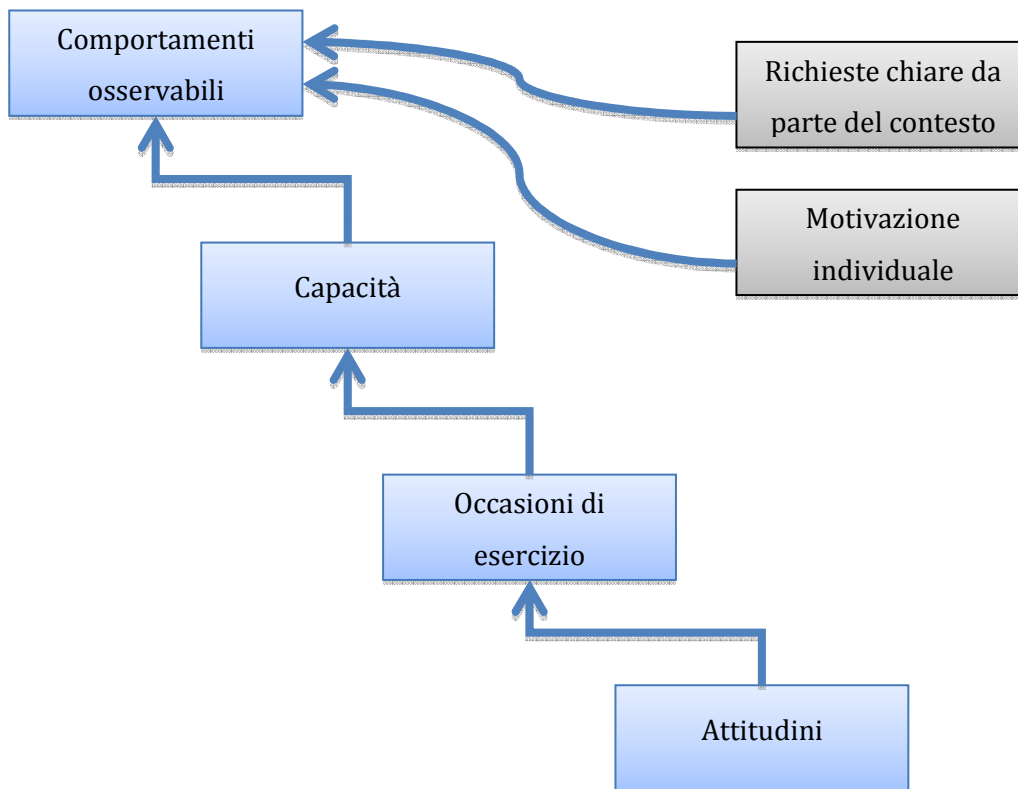 Comportamenti
osservabili
Richieste chiare da
parte del contesto
Motivazione
individuale
Capacità
Occasioni di
esercizio
Attitudini